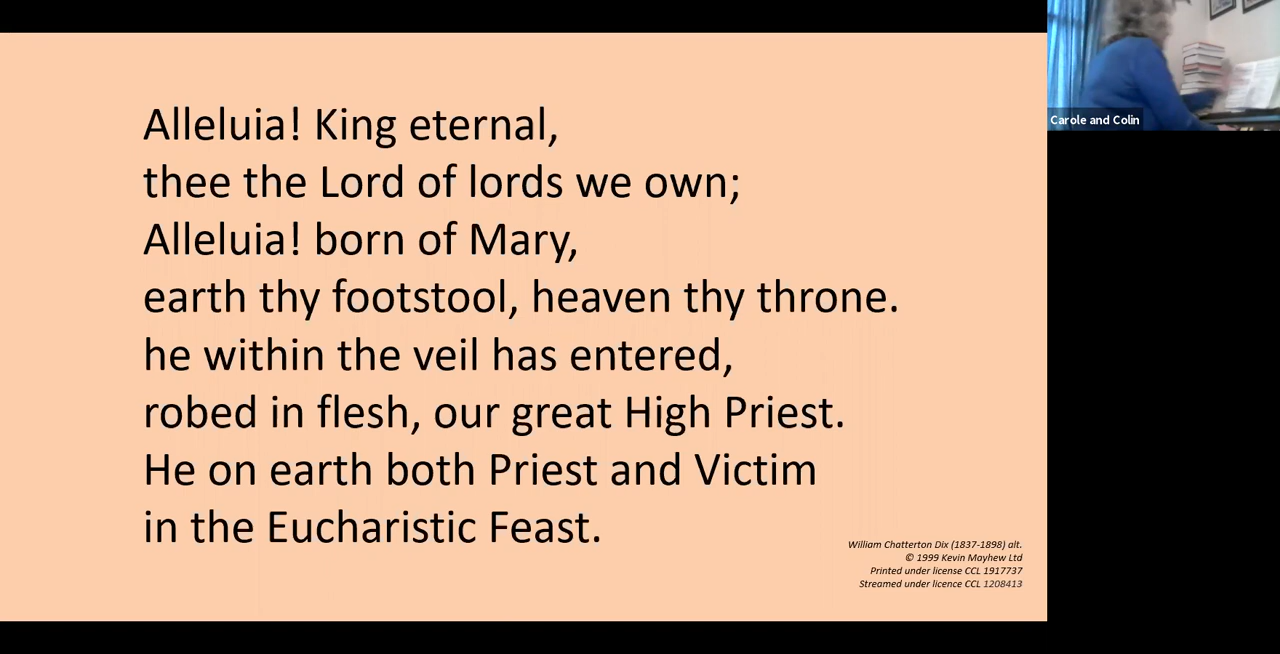 Alleluia! King eternal,
thee the Lord of lords we own;
Alleluia! born of Mary,
earth thy footstool, heaven thy throne.
he within the veil has entered,
robed in flesh, our great High Priest.
He on earth both Priest and Victim
in the Eucharistic Feast.
William Chatterton Dix (1837-1898) alt.
© 1999 Kevin Mayhew Ltd
Printed under license CCL 1917737
Streamed under licence CCL 1208413
Carole and Colin